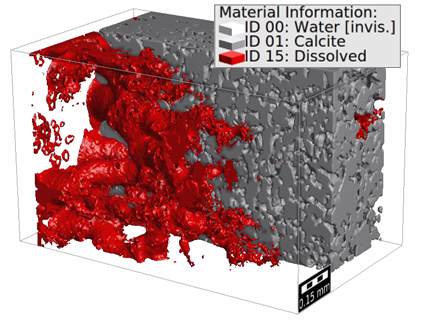 Material Information:
ID 00: Water [invis.]
ID 01: Calcite
ID 15: Dissolved
0.15 mm